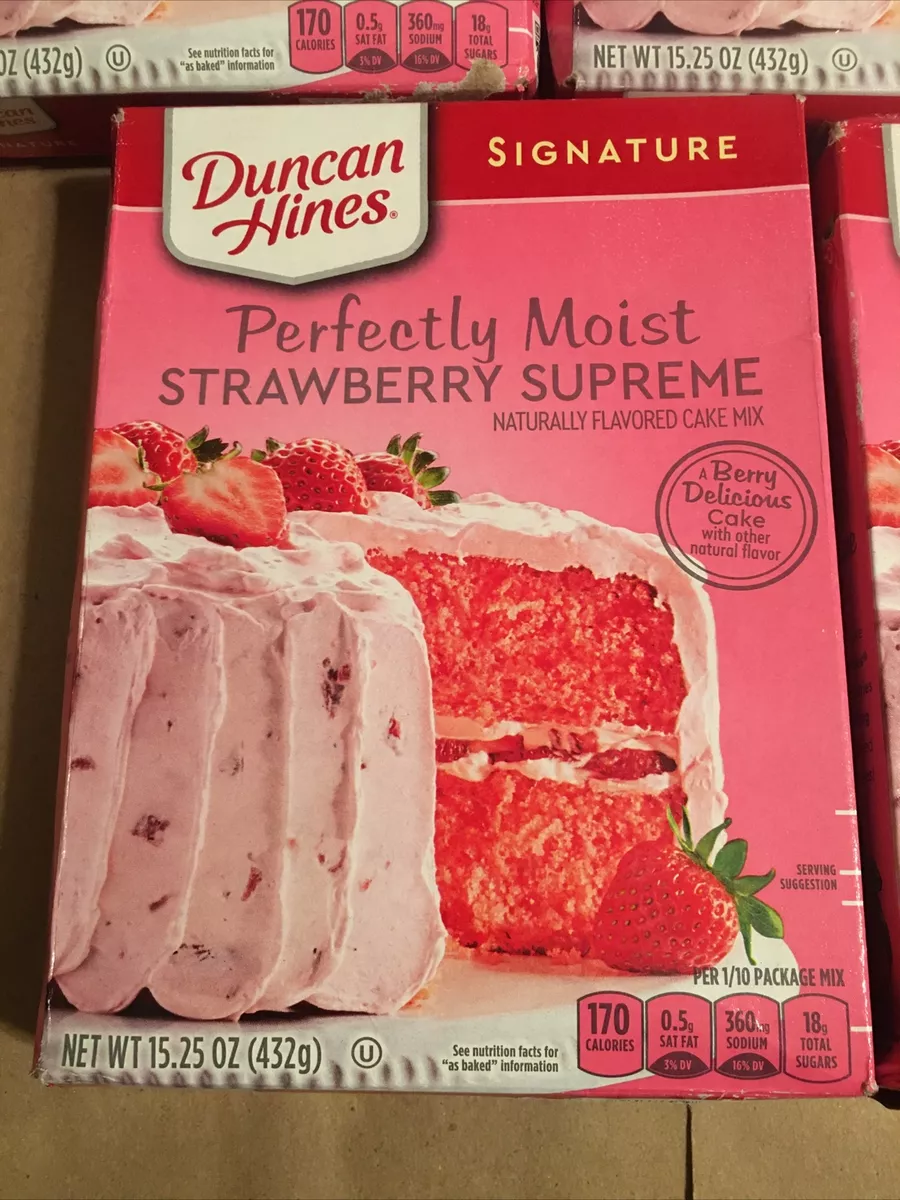 170
CALORIES
0.5g
SAT FAT
3% DV
360mg
SODIUM
16% DV
18g
TOTAL
SUGARS
OZ (432g) U
See nutrition facts for
"as baked" information
NET WT 15.25 OZ (432g) U
Duncan
Hines®
SIGNATURE
Perfectly Moist
STRAWBERRY SUPREME
NATURALLY FLAVORED CAKE MIX
A Berry
Delicious
Cake
with other
natural flavor
SERVING
SUGGESTION
PER 1/10 PACKAGE MIX
170
CALORIES
0.5g
SAT FAT
3% DV
360mg
SODIUM
16% DV
18g
TOTAL
SUGARS
NET WT 15.25 OZ (432g) U
See nutrition facts for
"as baked" information